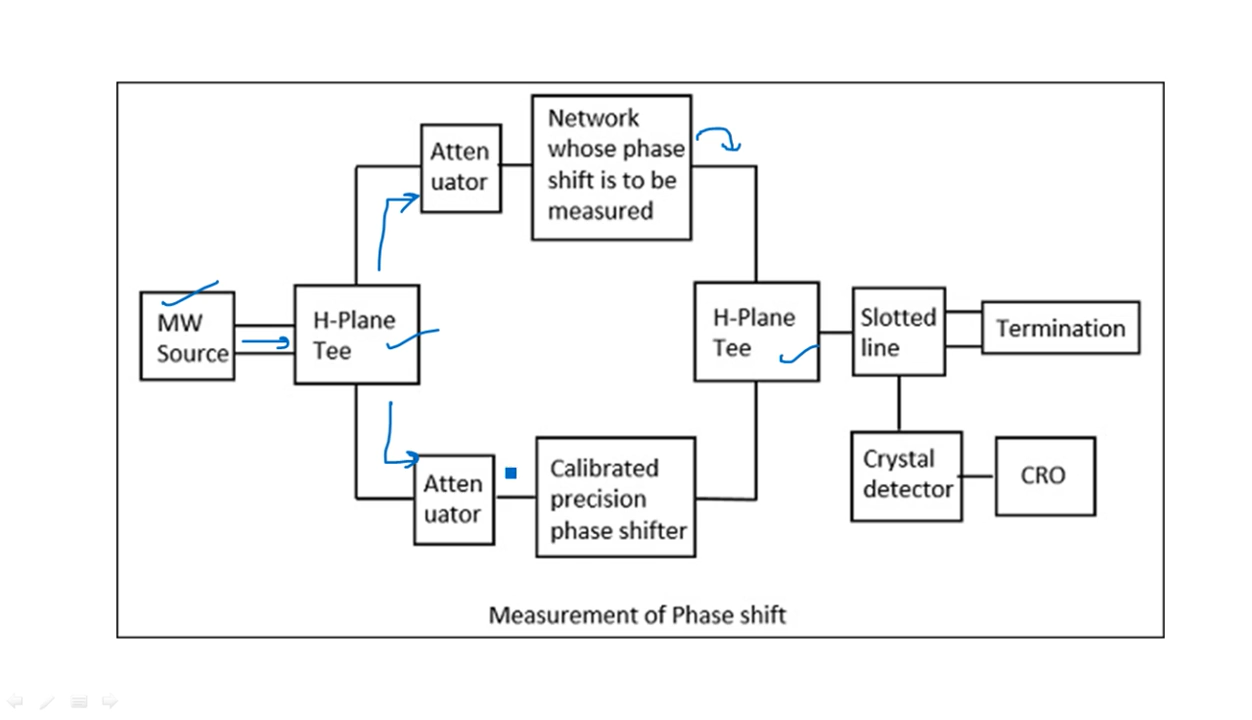 Atten
uator
Network
whose phase
shift is to be
measured
MW
Source
H-Plane
Tee
H-Plane
Tee
Slotted
line
Termination
Atten
uator
Calibrated
precision
phase shifter
Crystal
detector
CRO
Measurement of Phase shift